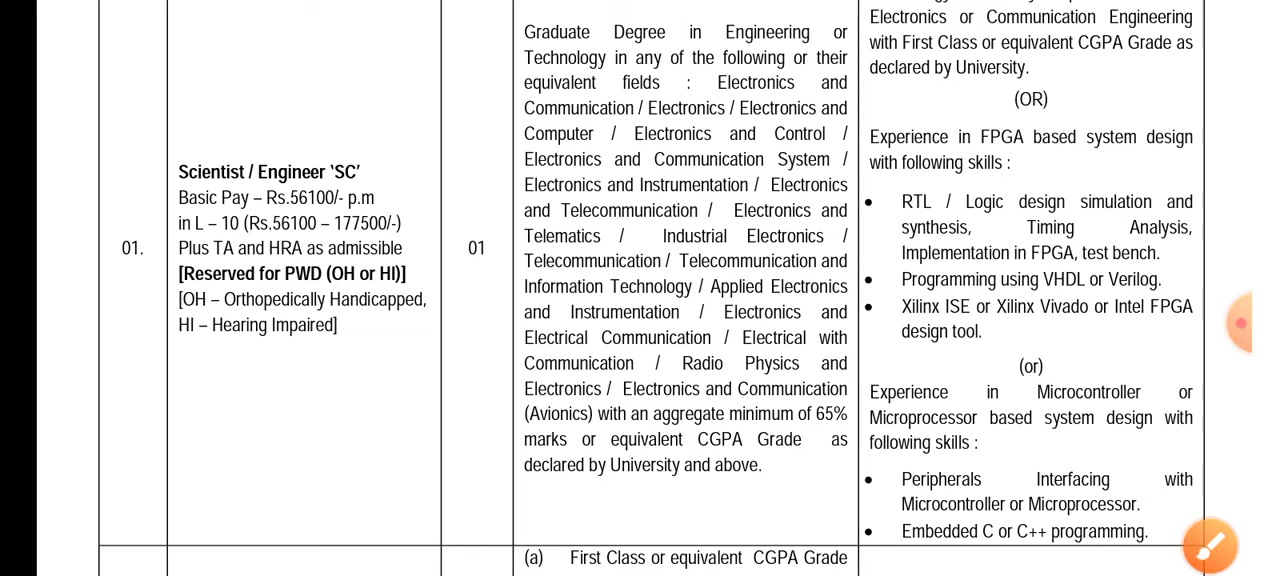 01.
Scientist / Engineer ‘SC’
Basic Pay – Rs.56100/- p.m
in L – 10 (Rs.56100 – 177500/-)
Plus TA and HRA as admissible
[Reserved for PWD (OH or HI)]
[OH – Orthopedically Handicapped,
HI – Hearing Impaired]
01
Graduate Degree in Engineering or
Technology in any of the following or their
equivalent fields : Electronics and
Communication / Electronics / Electronics and
Computer / Electronics and Control /
Electronics and Communication System /
Electronics and Instrumentation / Electronics
and Telecommunication / Electronics and
Telematics / Industrial Electronics /
Telecommunication / Telecommunication and
Information Technology / Applied Electronics
and Instrumentation / Electronics and
Electrical Communication / Electrical with
Communication / Radio Physics and
Electronics / Electronics and Communication
(Avionics) with an aggregate minimum of 65%
marks or equivalent CGPA Grade as
declared by University and above.
Electronics or Communication Engineering
with First Class or equivalent CGPA Grade as
declared by University.
(OR)
Experience in FPGA based system design
with following skills :
• RTL / Logic design simulation and
synthesis, Timing Analysis,
Implementation in FPGA, test bench.
• Programming using VHDL or Verilog.
• Xilinx ISE or Xilinx Vivado or Intel FPGA
design tool.
(or)
Experience in Microcontroller or
Microprocessor based system design with
following skills :
• Peripherals Interfacing with
Microcontroller or Microprocessor.
• Embedded C or C++ programming.
(a) First Class or equivalent CGPA Grade